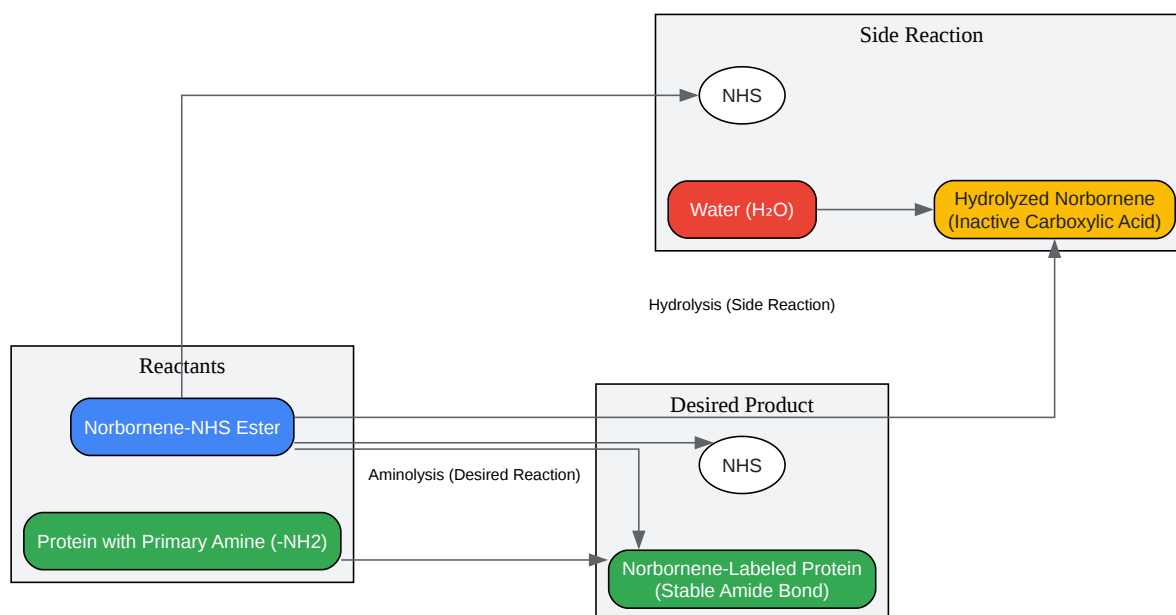 Side Reaction
NHS
Water (H₂O)
Hydrolyzed Norbornene
(Inactive Carboxylic Acid)
Hydrolysis (Side Reaction)
Reactants
Norbornene-NHS Ester
Desired Product
NHS
Aminolysis (Desired Reaction)
Protein with Primary Amine (-NH2)
Norbornene-Labeled Protein
(Stable Amide Bond)